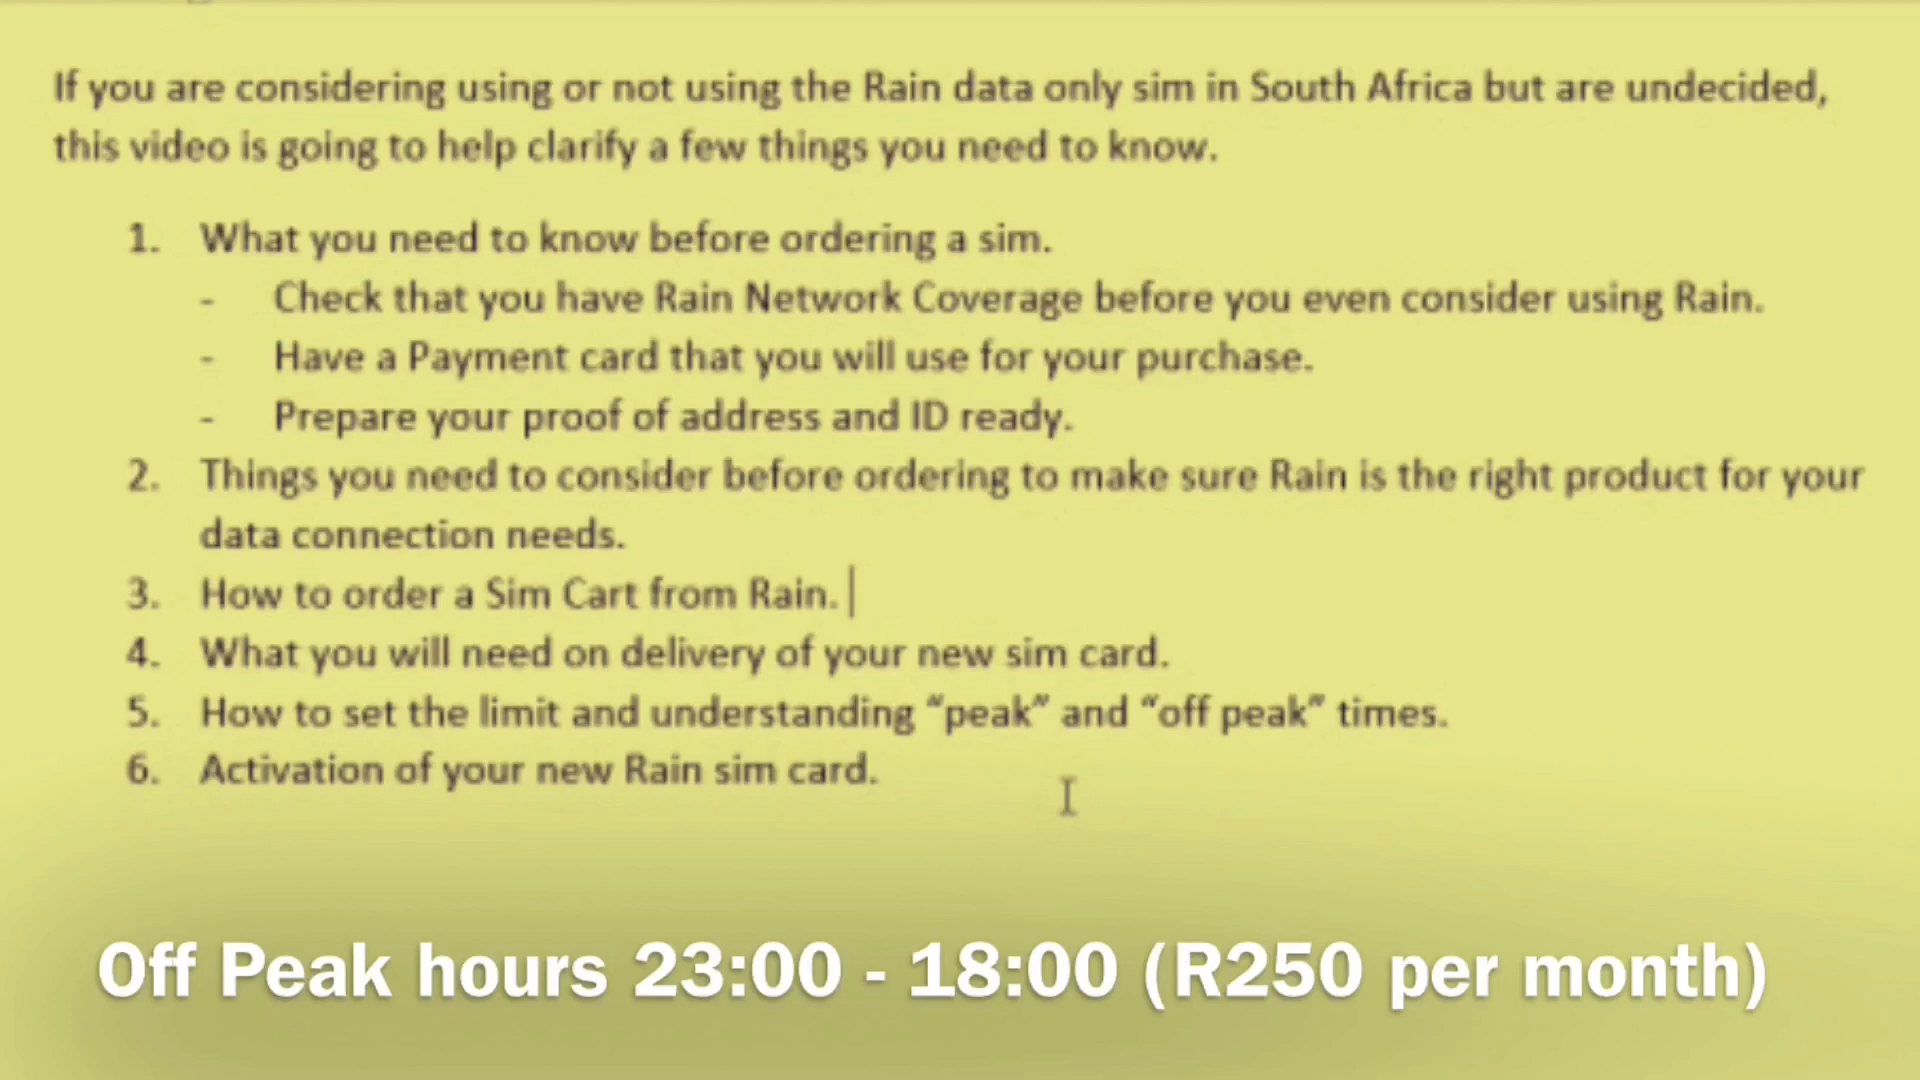 If you are considering using or not using the Rain data only sim in South Africa but are undecided,
this video is going to help clarify a few things you need to know.
1. What you need to know before ordering a sim.
- Check that you have Rain Network Coverage before you even consider using Rain.
- Have a Payment card that you will use for your purchase.
- Prepare your proof of address and ID ready.
2. Things you need to consider before ordering to make sure Rain is the right product for your
data connection needs.
3. How to order a Sim Cart from Rain.
4. What you will need on delivery of your new sim card.
5. How to set the limit and understanding “peak” and “off peak” times.
6. Activation of your new Rain sim card.
Off Peak hours 23:00 - 18:00 (R250 per month)